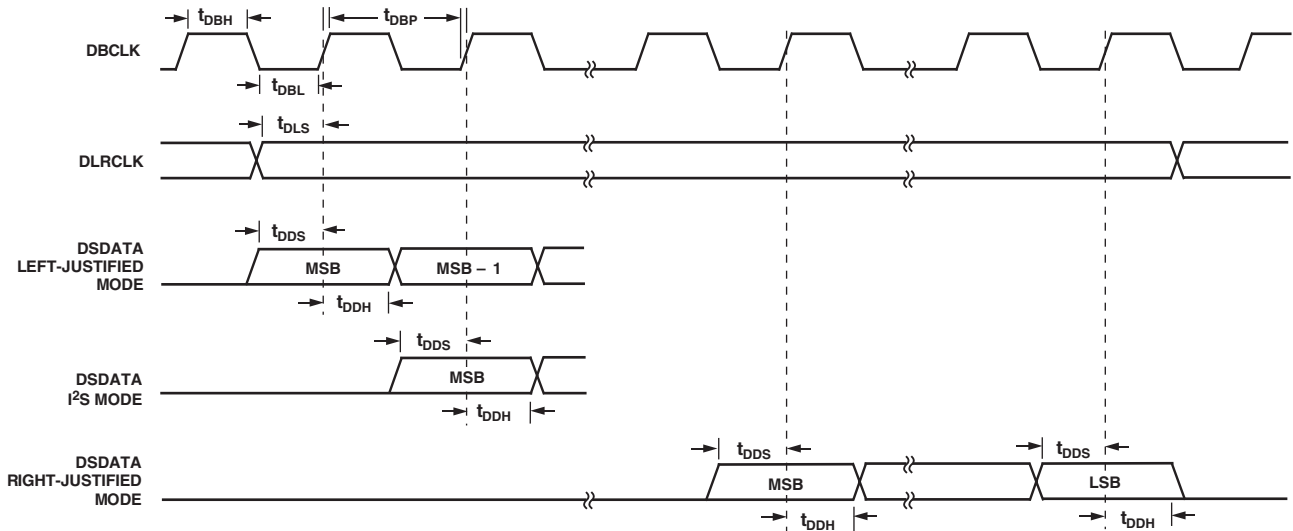 tDBH
tDBP
DBCLK
tDBL
tDLS
DLRCLK
tDDS
DSDATA
LEFT-JUSTIFIED
MODE
MSB
MSB – 1
tDDH
tDDS
DSDATA
I²S MODE
MSB
tDDH
DSDATA
RIGHT-JUSTIFIED
MODE
tDDS
tDDS
MSB
LSB
tDDH
tDDH